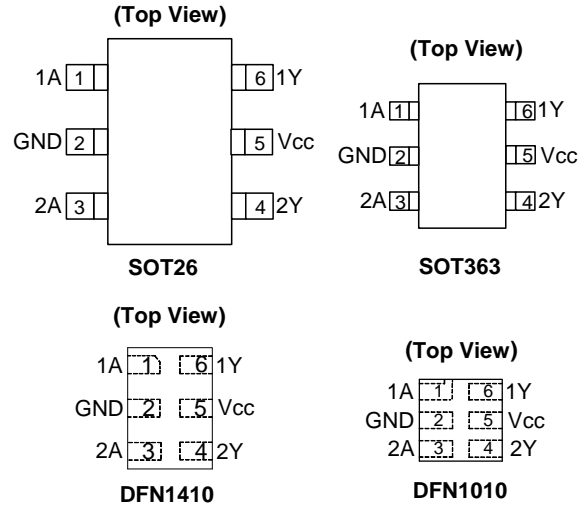 (Top View)
1A 1 6 1Y
GND 2 5 Vcc
2A 3 4 2Y
SOT26
(Top View)
1A 1 6 1Y
GND 2 5 Vcc
2A 3 4 2Y
SOT363
(Top View)
1A 1 6 1Y
GND 2 5 Vcc
2A 3 4 2Y
DFN1410
(Top View)
1A 1 6 1Y
GND 2 5 Vcc
2A 3 4 2Y
DFN1010